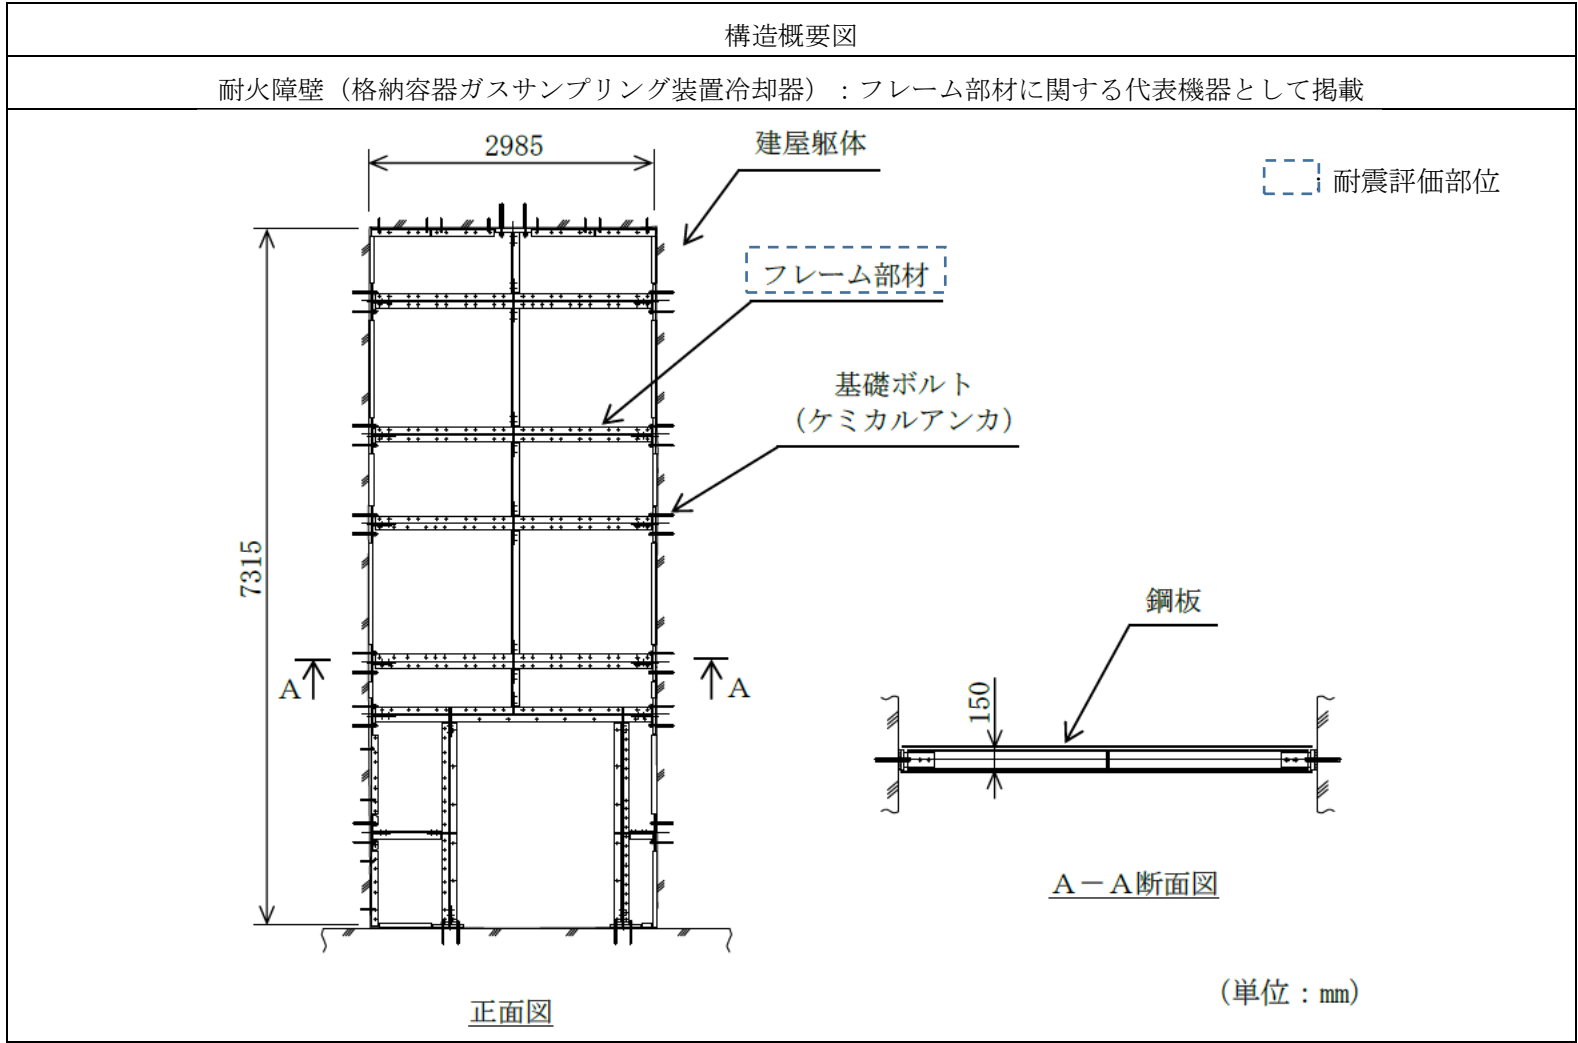 構造概要図
耐火障壁（格納容器ガスサンプリング装置冷却器）：フレーム部材に関する代表機器として掲載
2985
建屋躯体
：耐震評価部位
フレーム部材
基礎ボルト
（ケミカルアンカ）
7315
鋼板
A
A
150
A－A断面図
（単位：mm）
正面図